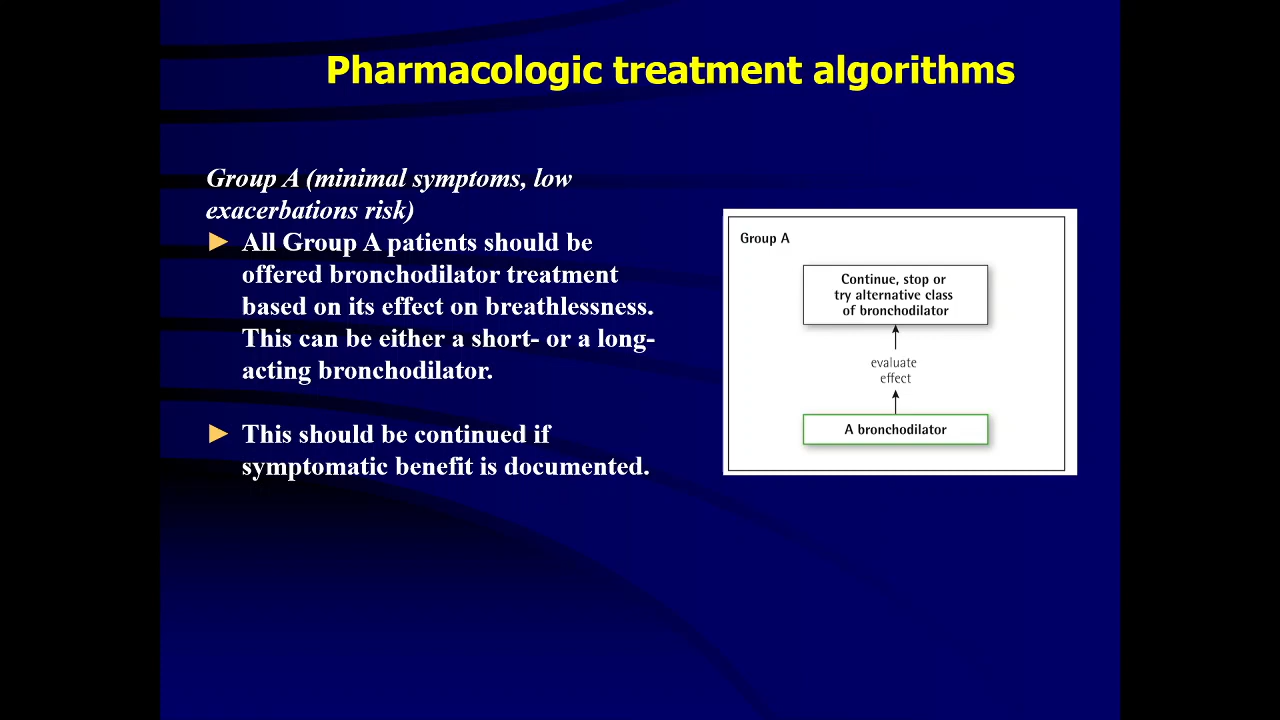 Pharmacologic treatment algorithms
Group A (minimal symptoms, low
exacerbations risk)
► All Group A patients should be
offered bronchodilator treatment
based on its effect on breathlessness.
This can be either a short- or a long-
acting bronchodilator.
► This should be continued if
symptomatic benefit is documented.
Group A
Continue, stop or
try alternative class
of bronchodilator
evaluate
effect
A bronchodilator